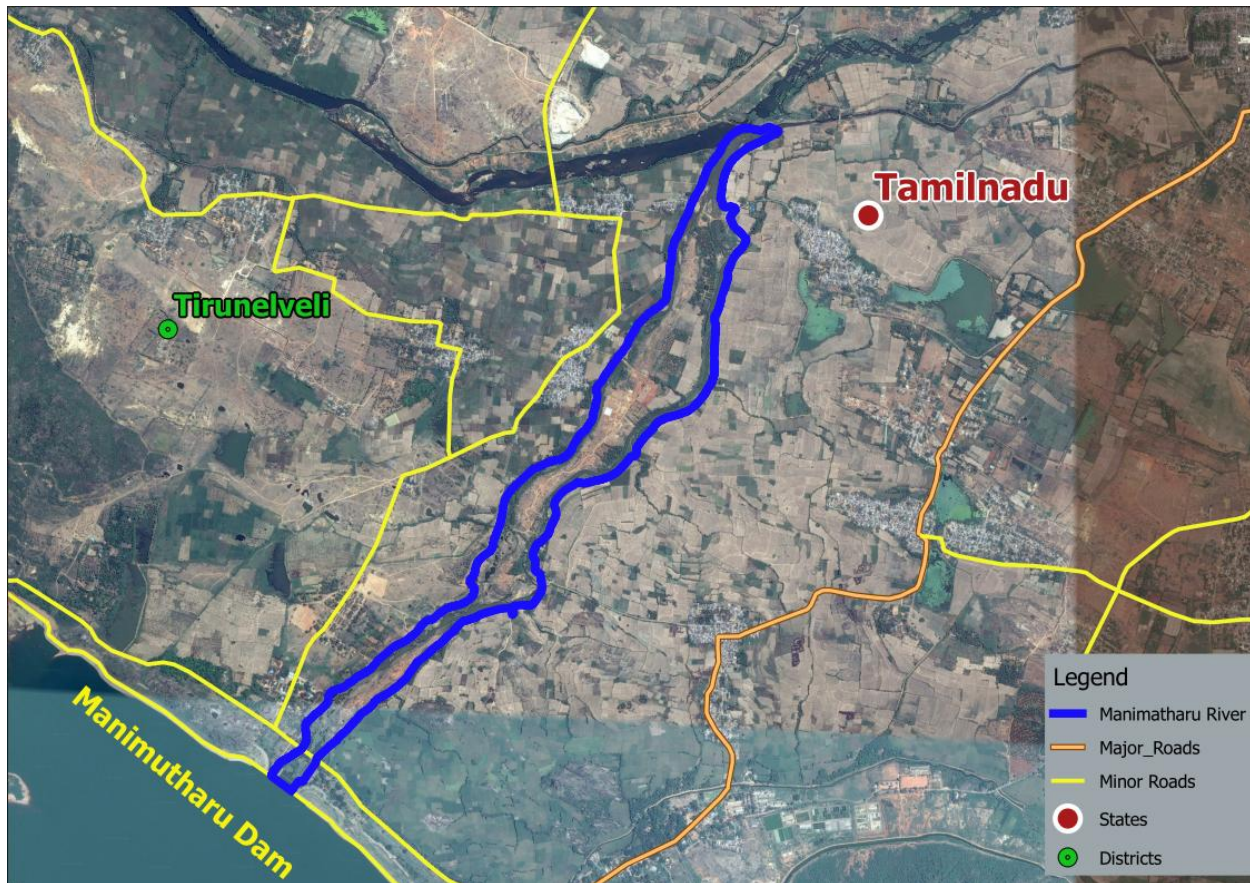 Tamilnadu
Tirunelveli
Manimutharu Dam
Legend
Manimatharu River
Major_Roads
Minor Roads
States
Districts